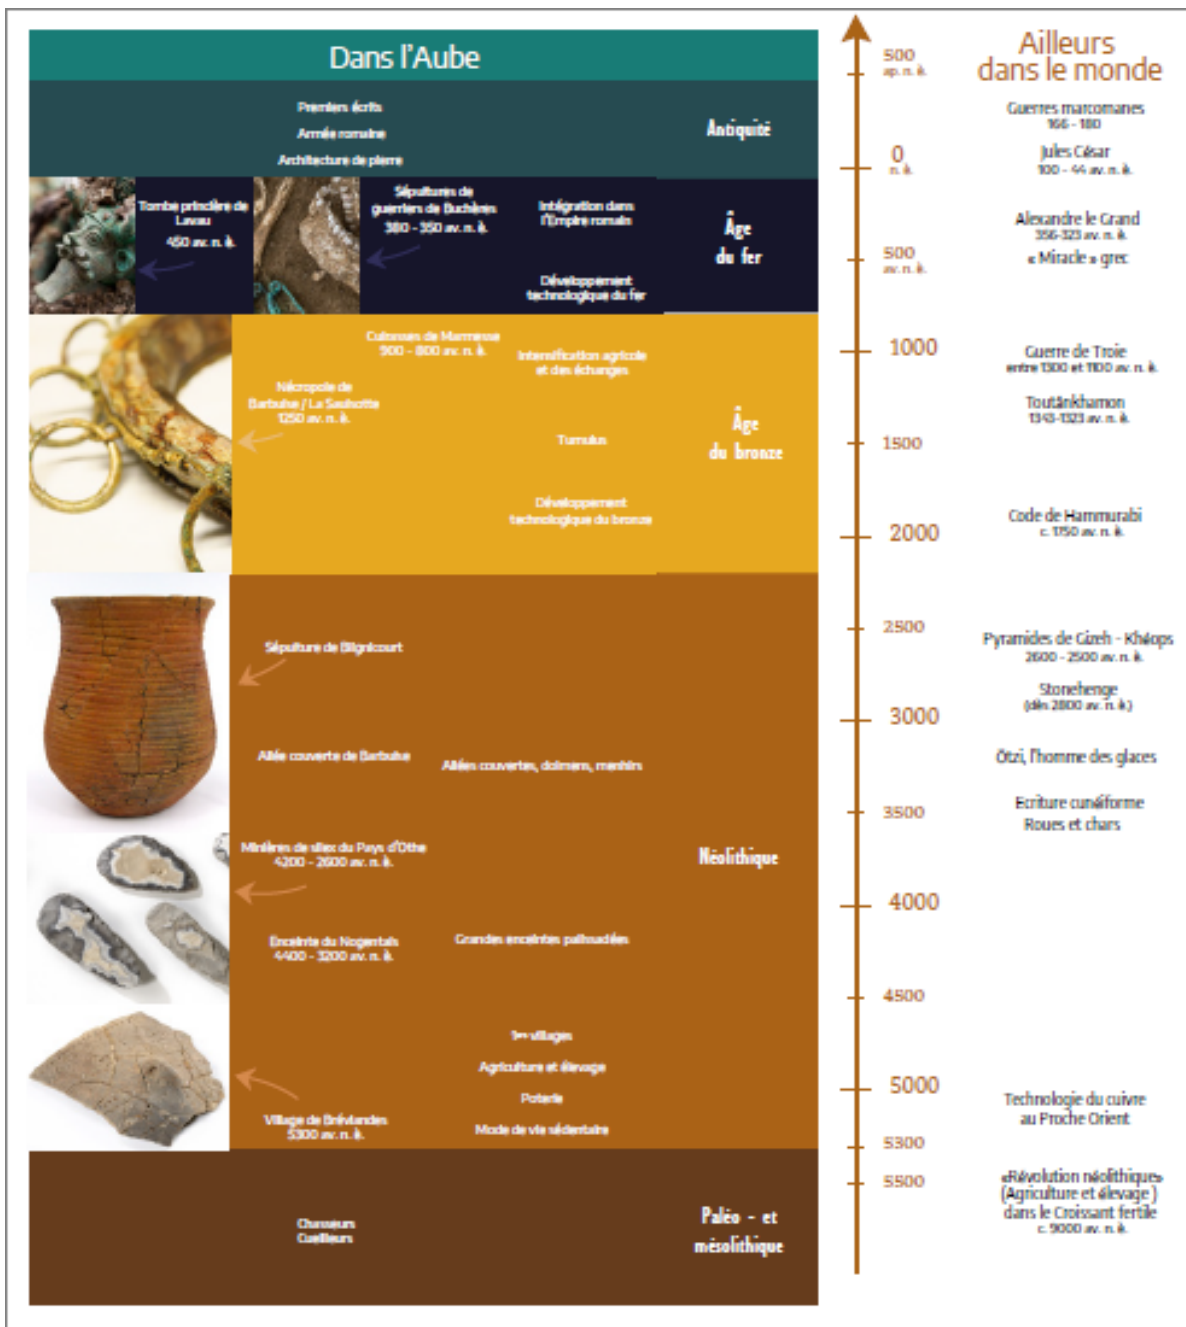 Dans l'Aube
Premiers écrits
Armée romaine
Architecture de pierre
Antiquité
Tombe princière de
Lavau
450 av. n. è.
Sépultures de
guerriers de Buchères
380 - 350 av. n. è.
Intégration dans
l'Empire romain
Développement
technologique du fer
Âge
du fer
Cuirasses de Marmesse
900 - 800 av. n. è.
Intensification agricole
et des échanges
Nécropole de
Barbuise / La Saulsotte
1250 av. n. è.
Tumulus
Développement
technologique du bronze
Âge
du bronze
Sépulture de Blignicourt
Allée couverte de Barbuise
Allées couvertes, dolmens, menhirs
Minières de silex du Pays d'Othe
4200 - 2600 av. n. è.
Enceinte du Nogentais
4400 - 3200 av. n. è.
Grandes enceintes palissadées
1ers villages
Agriculture et élevage
Poterie
Mode de vie sédentaire
Village de Bréviandes
5300 av. n. è.
Néolithique
Chasseurs
Cueilleurs
Paléo - et
mésolithique
500
ap. n. è.
0
n. è.
500
av. n. è.
1000
1500
2000
2500
3000
3500
4000
4500
5000
5300
5500
Ailleurs
dans le monde
Guerres marcomanes
166 - 180
Jules César
100 - 44 av. n. è.
Alexandre le Grand
356-323 av. n. è.
« Miracle » grec
Guerre de Troie
entre 1300 et 1100 av. n. è.
Toutânkhamon
1343-1323 av. n. è.
Code de Hammurabi
c. 1750 av. n. è.
Pyramides de Gizeh - Khéops
2600 - 2500 av. n. è.
Stonehenge
(dès 2800 av. n. è.)
Ötzi, l'homme des glaces
Ecriture cunéiforme
Roues et chars
Technologie du cuivre
au Proche Orient
«Révolution néolithique»
(Agriculture et élevage )
dans le Croissant fertile
c. 9000 av. n. è.